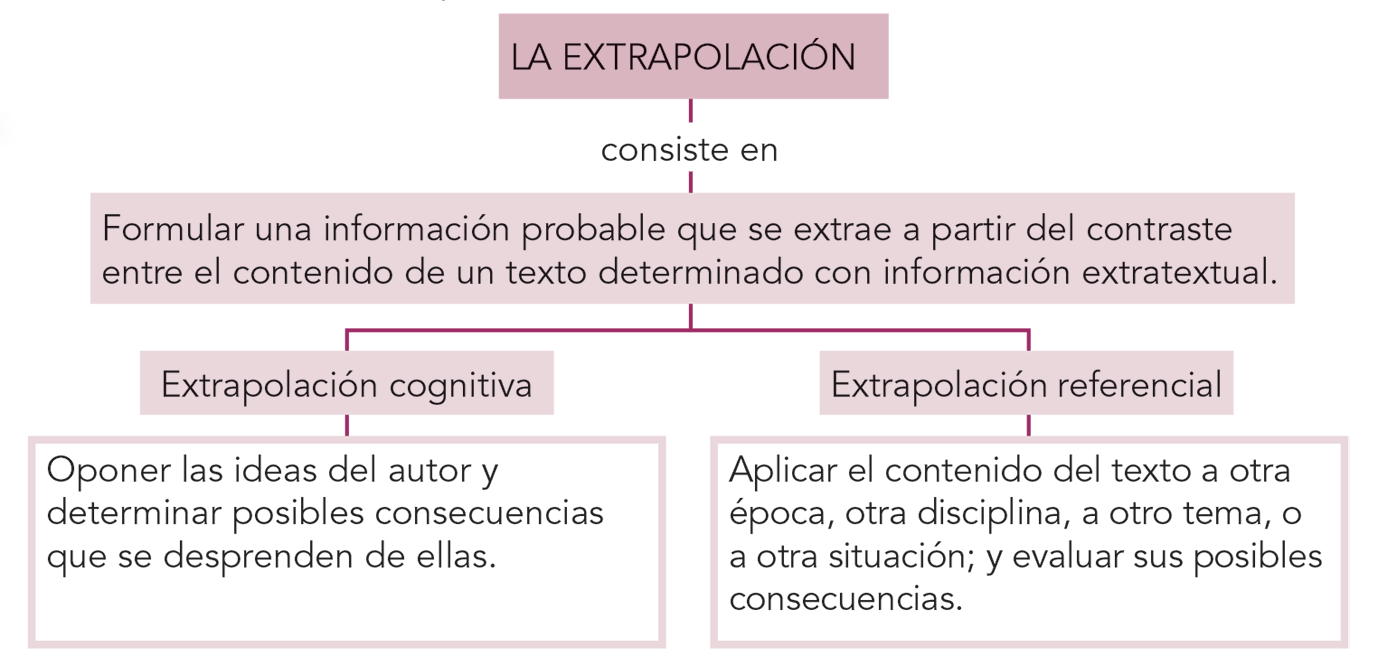 LA EXTRAPOLACIÓN
consiste en
Formular una información probable que se extrae a partir del contraste
entre el contenido de un texto determinado con información extratextual.
Extrapolación cognitiva
Oponer las ideas del autor y
determinar posibles consecuencias
que se desprenden de ellas.
Extrapolación referencial
Aplicar el contenido del texto a otra
época, otra disciplina, a otro tema, o
a otra situación; y evaluar sus posibles
consecuencias.